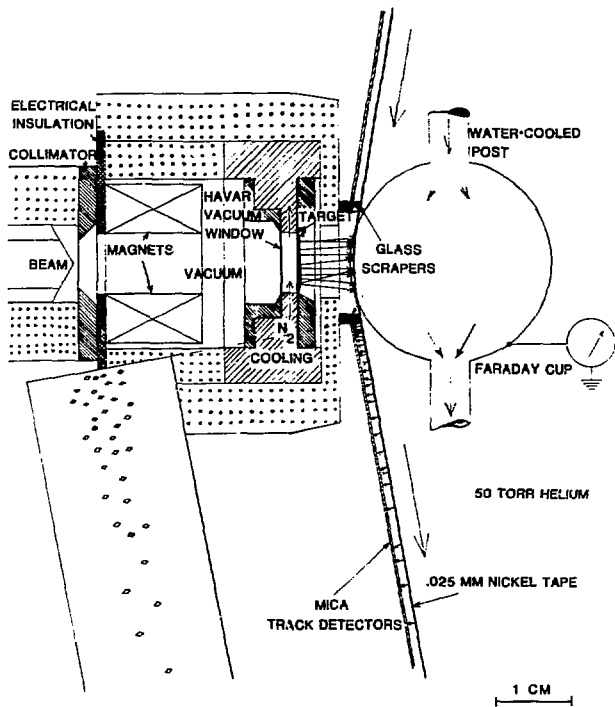 ELECTRICAL
INSULATION
COLLIMATOR
BEAM
MAGNETS
HAVAR
VACUUM
WINDOW
VACUUM
TARGET
N2
COOLING
GLASS
SCRAPERS
WATER-COOLED
POST
FARADAY CUP
50 TORR HELIUM
.025 MM NICKEL TAPE
MICA
TRACK DETECTORS
1 CM